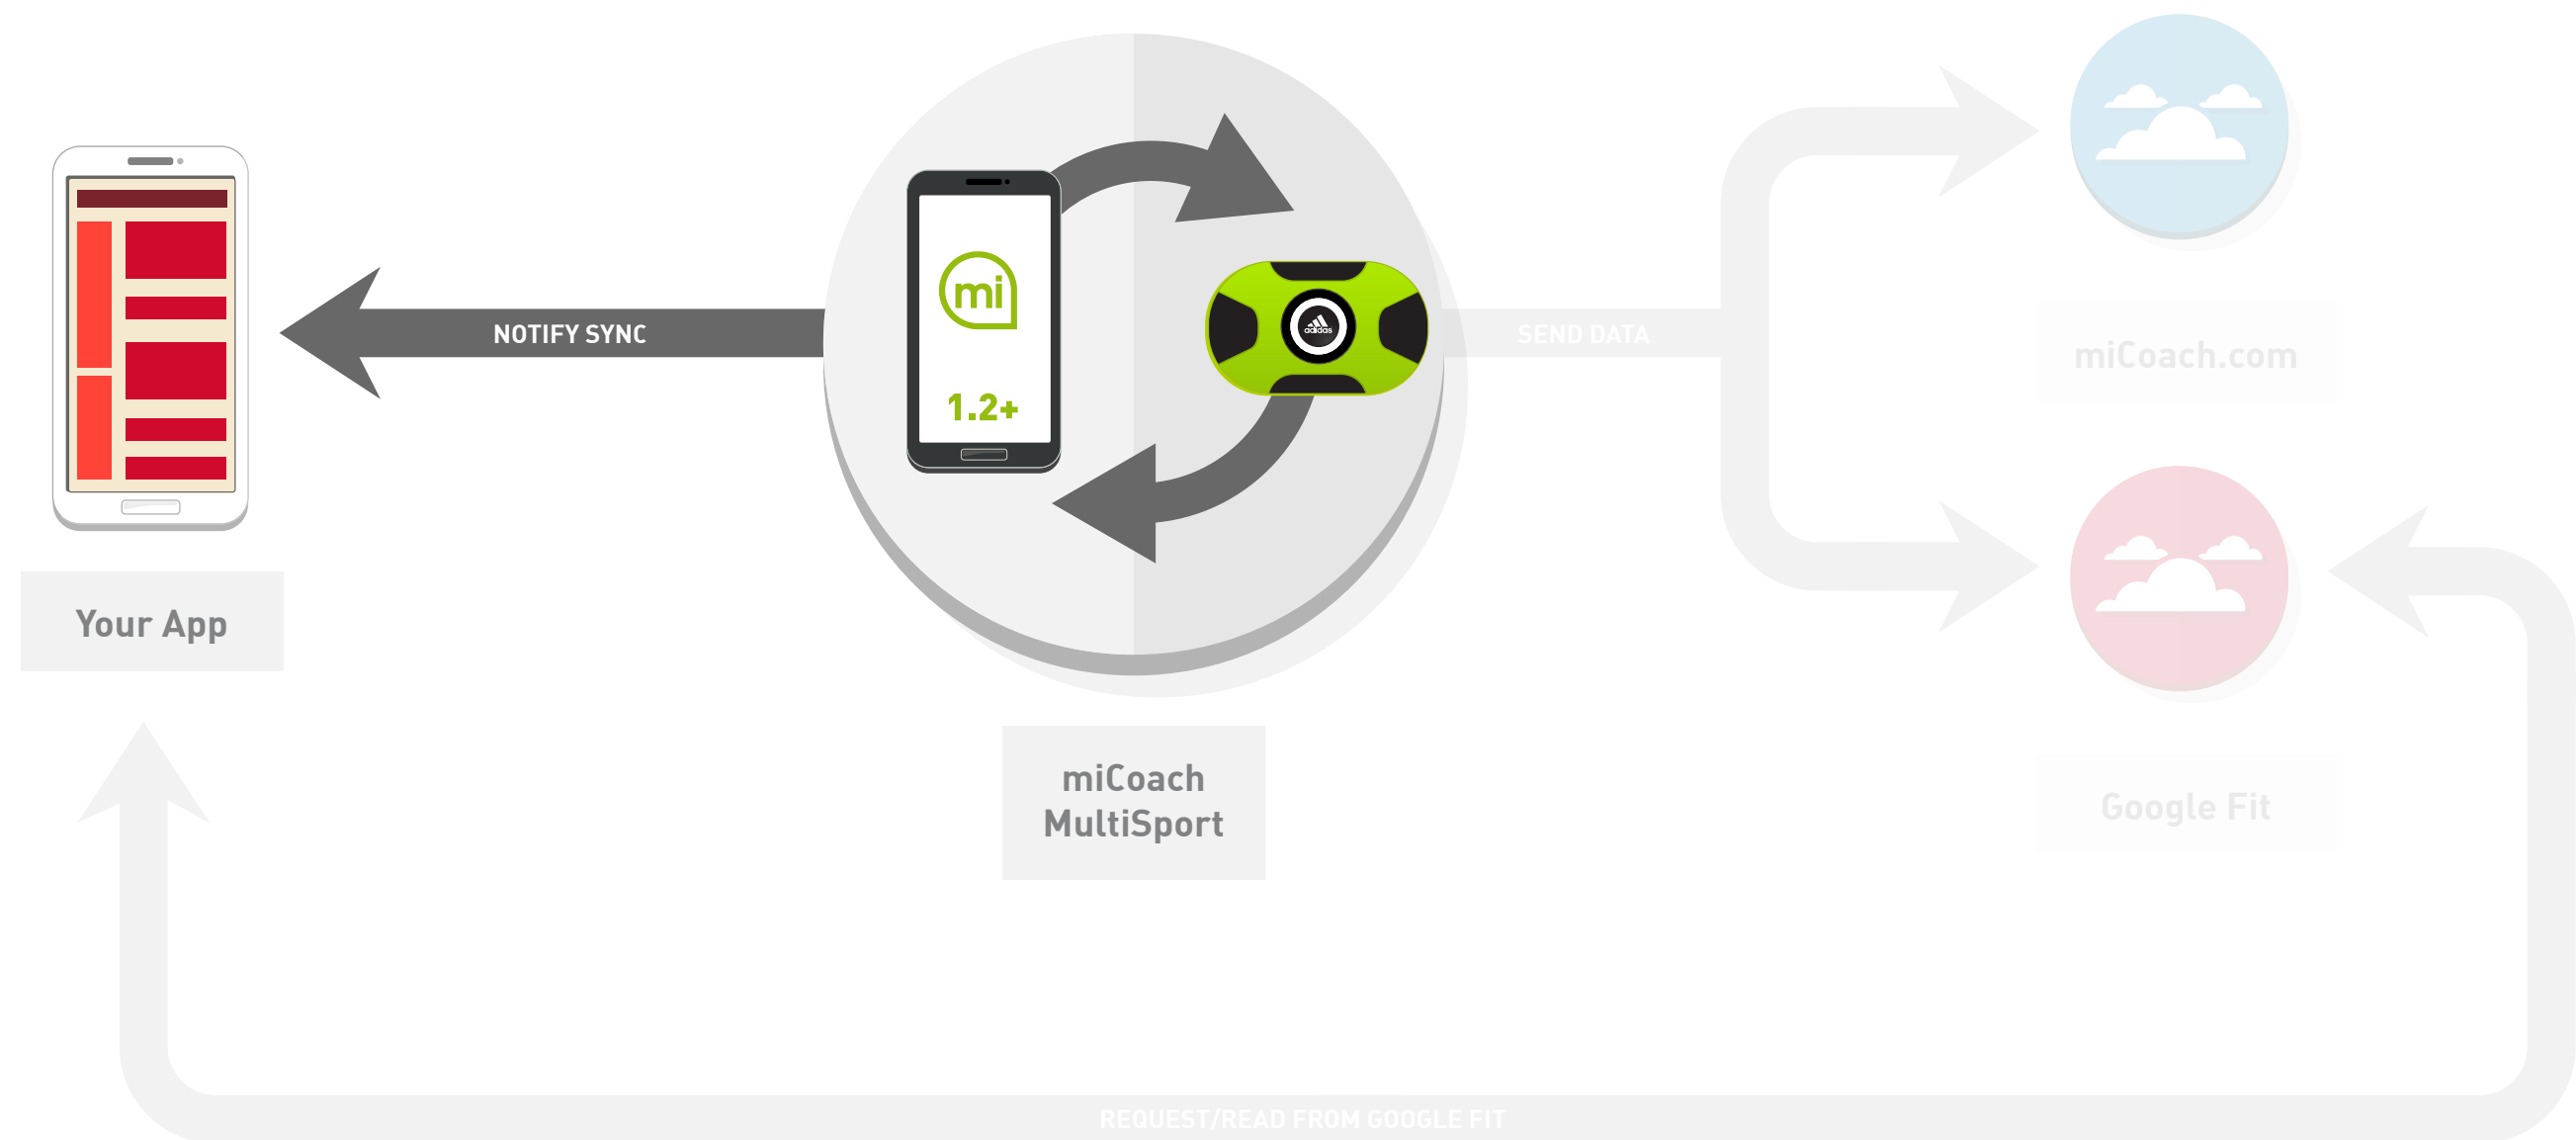 NOTIFY SYNC
mi
1.2+
adidas
SEND DATA
miCoach.com
Your App
miCoach
MultiSport
Google Fit
REQUEST/READ FROM GOOGLE FIT